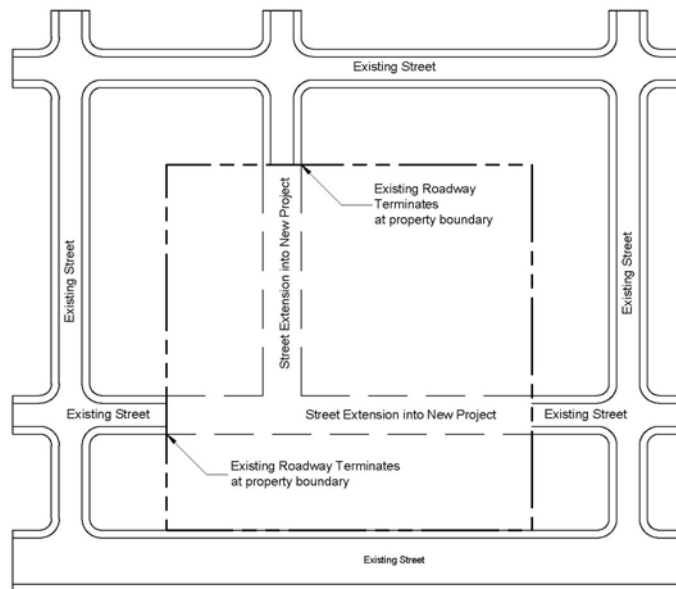 Existing Street
Existing Roadway
Terminates
at property boundary
Street Extension into New Project
Existing Street
Existing Street
Existing Street
Street Extension into New Project
Existing Street
Existing Roadway Terminates
at property boundary
Existing Street